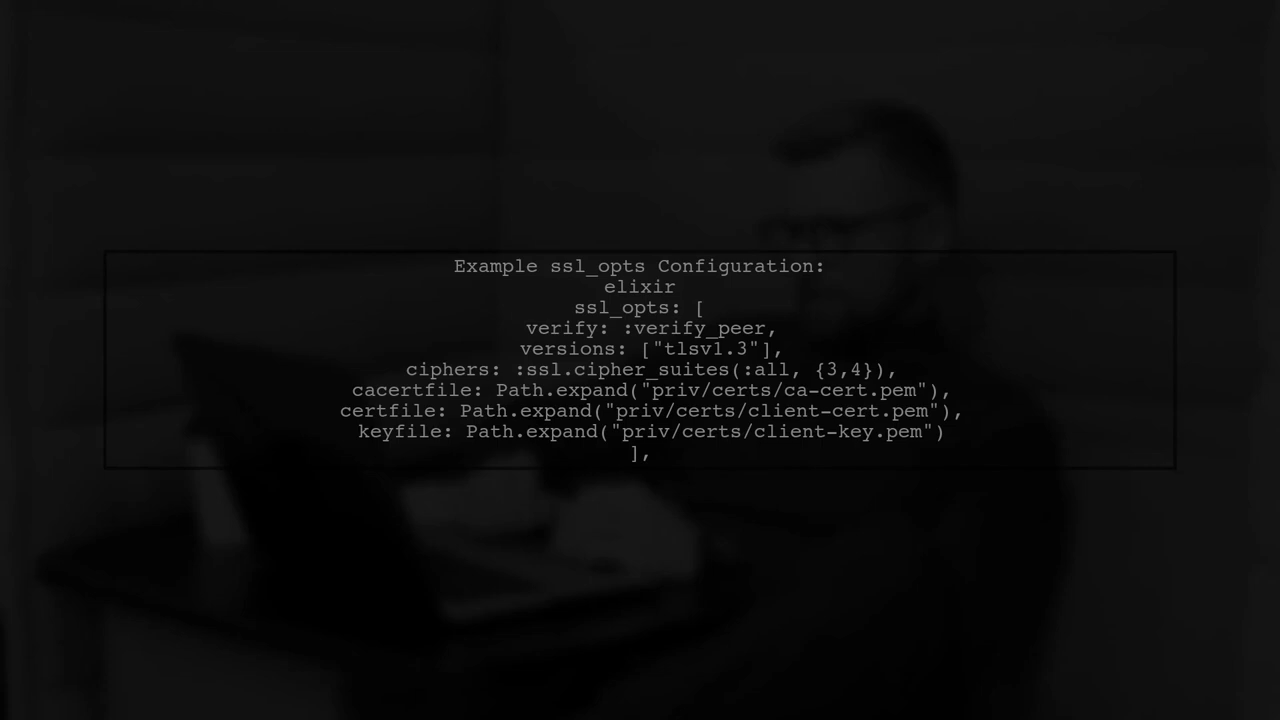 Example ssl_opts Configuration:
elixir
ssl_opts: [
verify: :verify_peer,
versions: ["tlsv1.3"],
ciphers: :ssl.cipher_suites(:all, {3,4}),
cacertfile: Path.expand("priv/certs/ca-cert.pem"),
certfile: Path.expand("priv/certs/client-cert.pem"),
keyfile: Path.expand("priv/certs/client-key.pem")
],